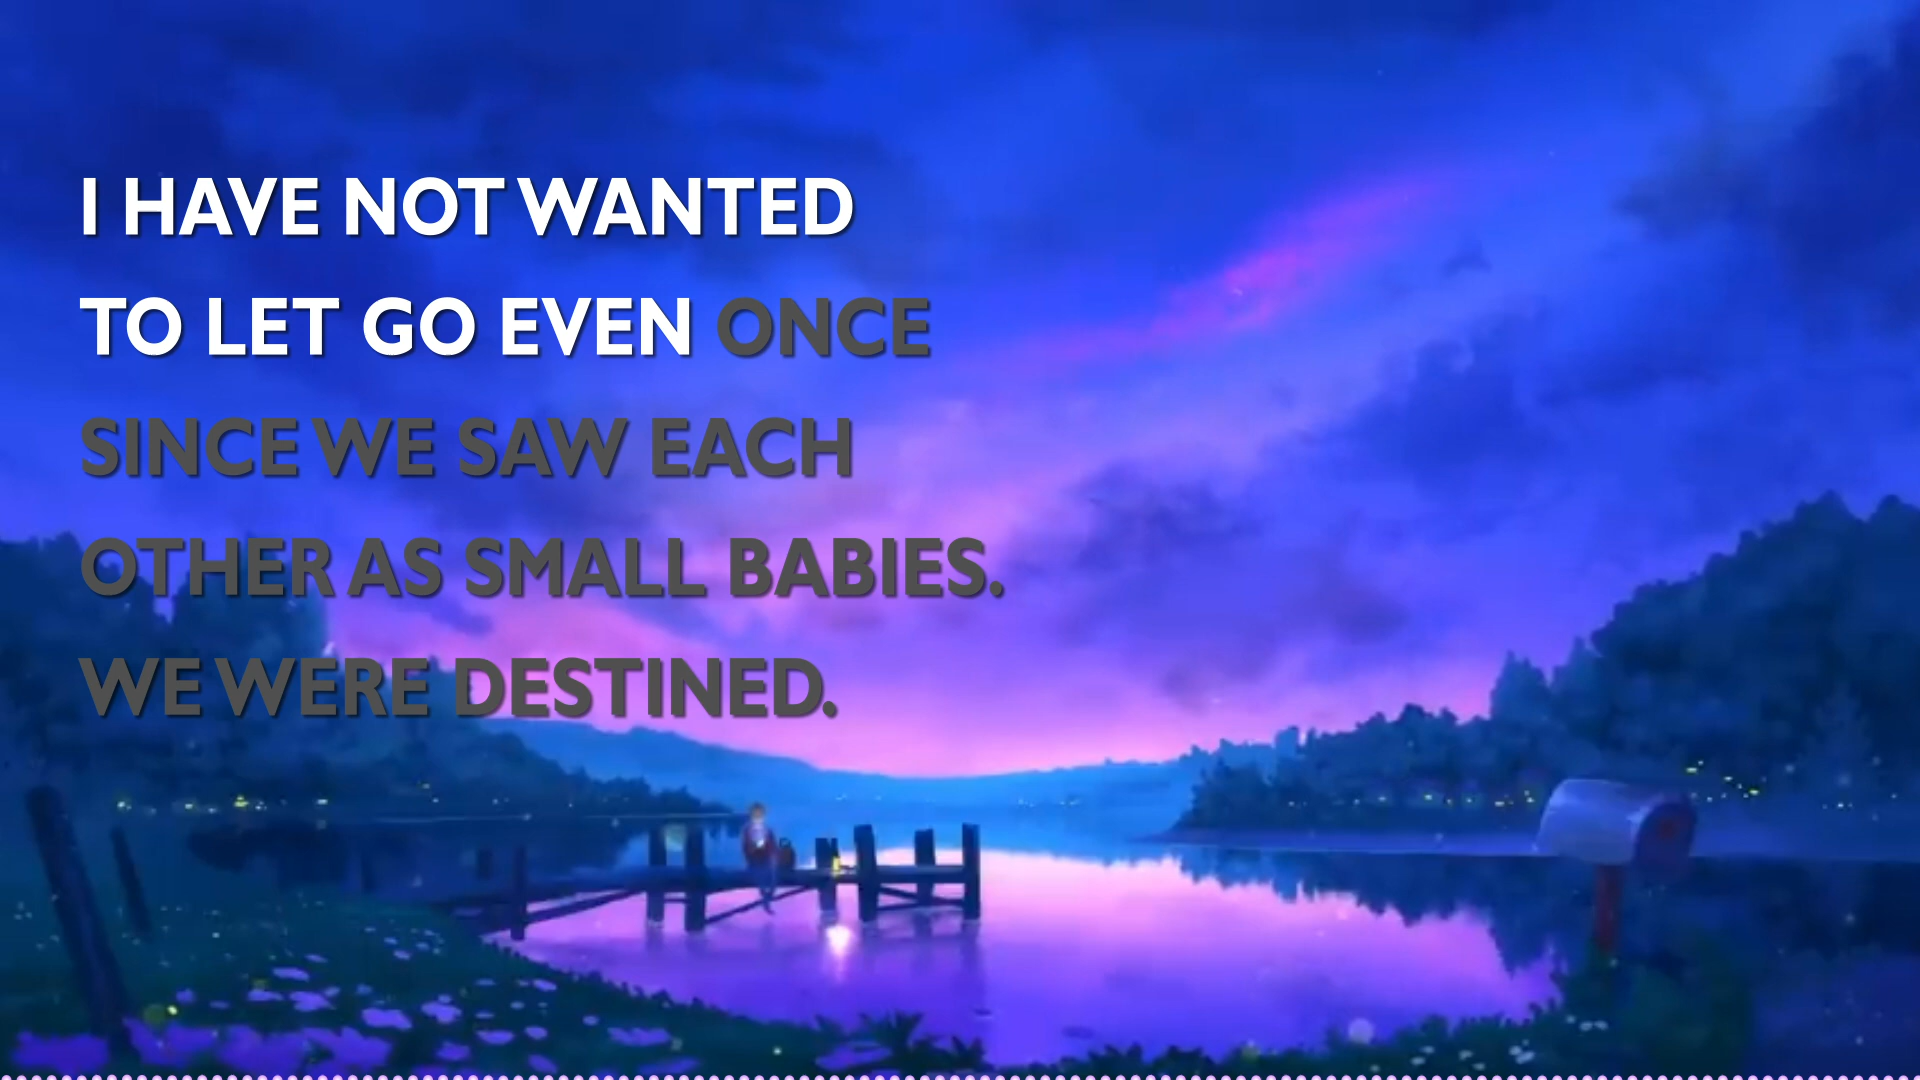 I HAVE NOT WANTED
TO LET GO EVEN ONCE
SINCE WE SAW EACH
OTHER AS SMALL BABIES.
WE WERE DESTINED.